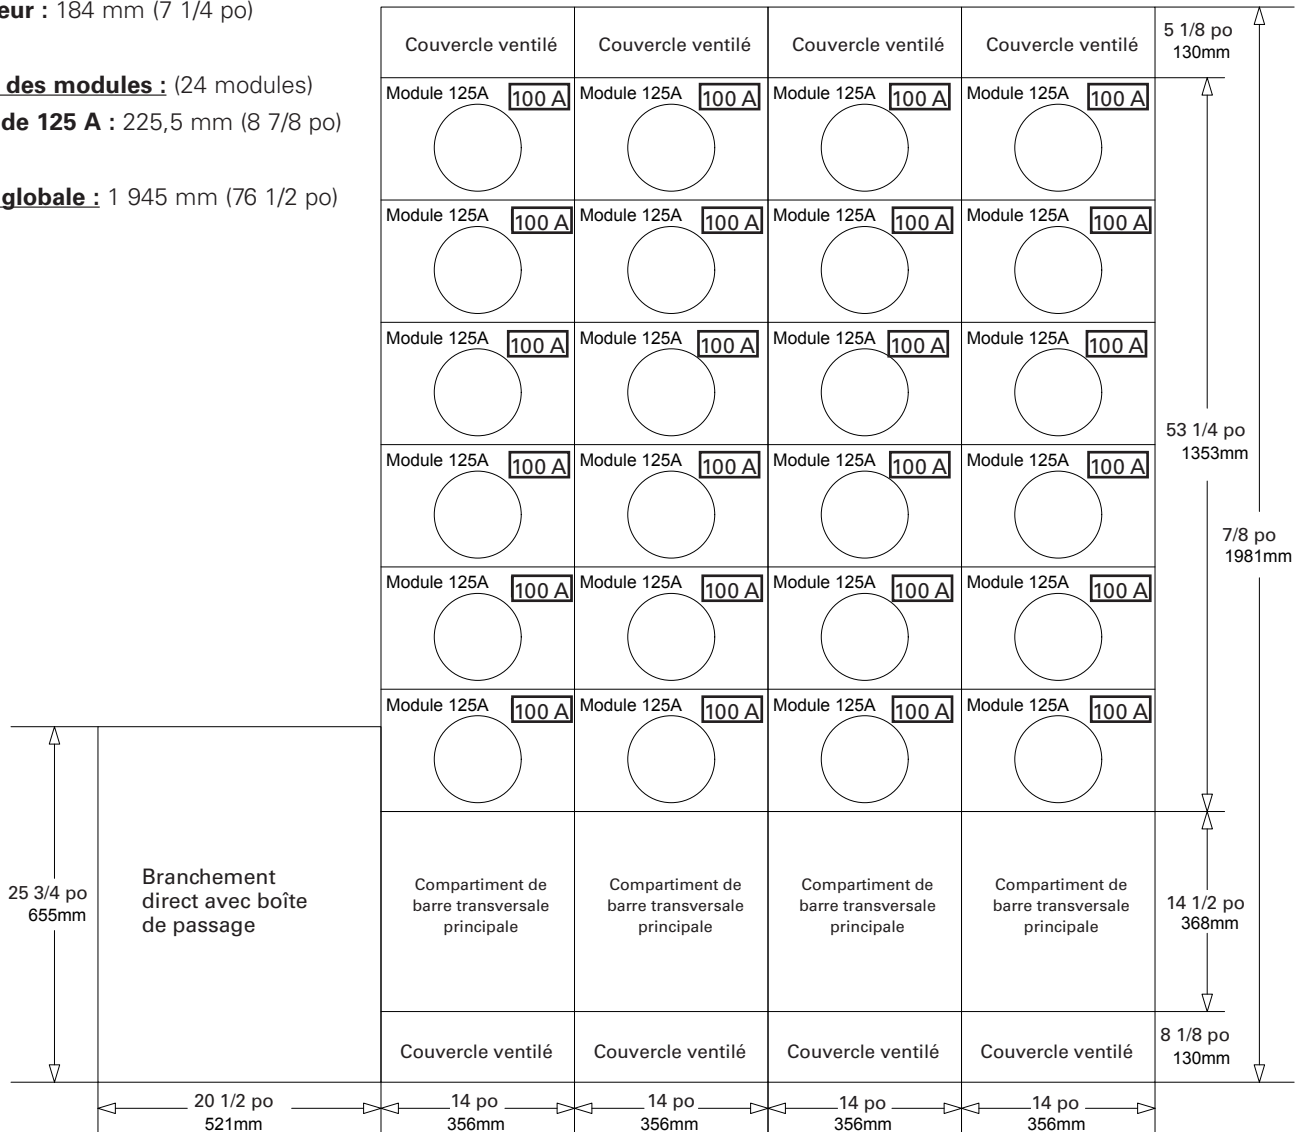 eur : 184 mm (7 1/4 po)
des modules : (24 modules)
de 125 A : 225,5 mm (8 7/8 po)
globale : 1 945 mm (76 1/2 po)
Couvercle ventilé Couvercle ventilé Couvercle ventilé Couvercle ventilé
5 1/8 po
130mm
Module 125A 100 A Module 125A 100 A Module 125A 100 A Module 125A 100 A
Module 125A 100 A Module 125A 100 A Module 125A 100 A Module 125A 100 A
Module 125A 100 A Module 125A 100 A Module 125A 100 A Module 125A 100 A
53 1/4 po
1353mm
Module 125A 100 A Module 125A 100 A Module 125A 100 A Module 125A 100 A
7/8 po
1981mm
Module 125A 100 A Module 125A 100 A Module 125A 100 A Module 125A 100 A
Module 125A 100 A Module 125A 100 A Module 125A 100 A Module 125A 100 A
25 3/4 po
655mm
Branchement
direct avec boîte
de passage
Compartiment de Compartiment de Compartiment de Compartiment de
barre transversale barre transversale barre transversale barre transversale
principale principale principale principale
14 1/2 po
368mm
Couvercle ventilé Couvercle ventilé Couvercle ventilé Couvercle ventilé
8 1/8 po
130mm
20 1/2 po 14 po 14 po 14 po 14 po
521mm 356mm 356mm 356mm 356mm